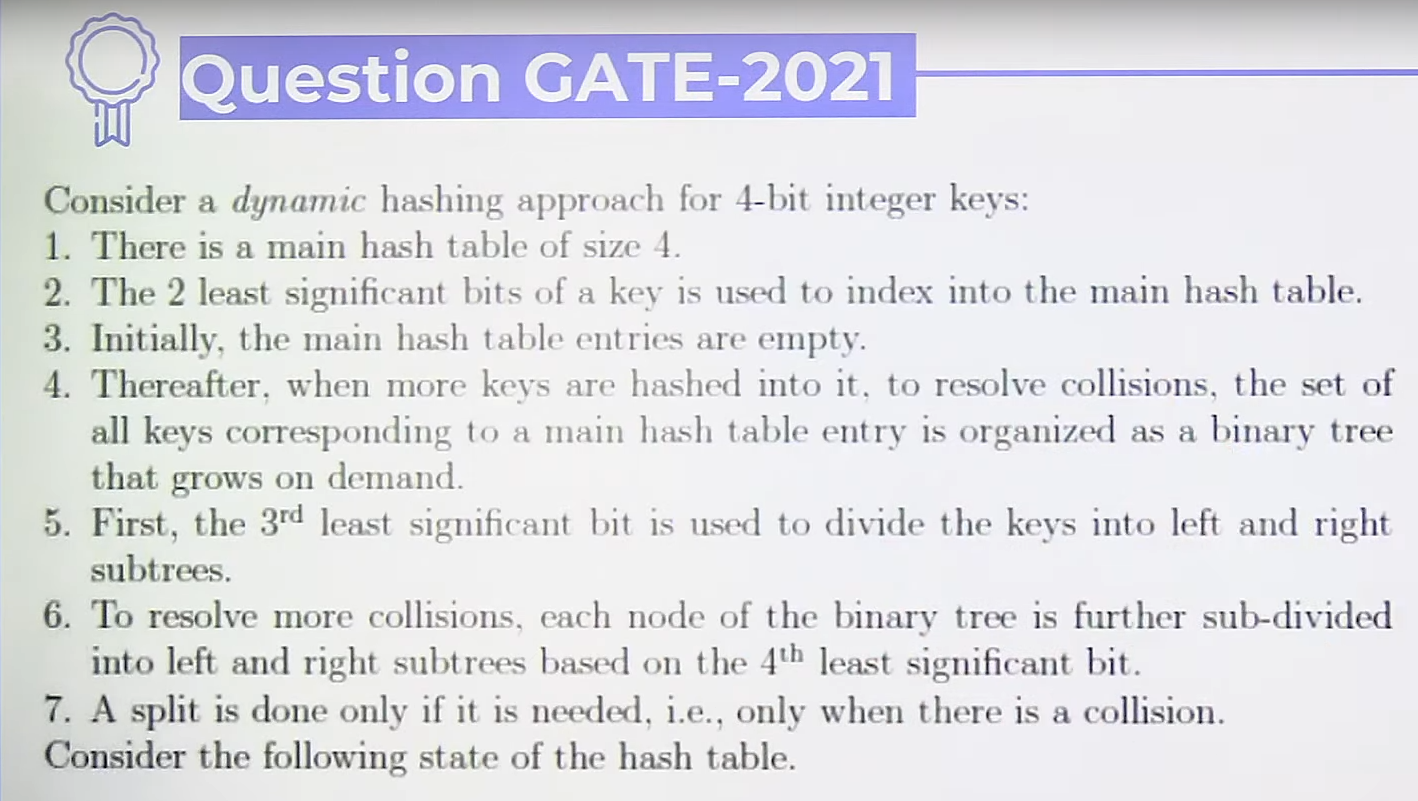 Question GATE-2021
Consider a dynamic hashing approach for 4-bit integer keys:
1. There is a main hash table of size 4.
2. The 2 least significant bits of a key is used to index into the main hash table.
3. Initially, the main hash table entries are empty.
4. Thereafter, when more keys are hashed into it, to resolve collisions, the set of
all keys corresponding to a main hash table entry is organized as a binary tree
that grows on demand.
5. First, the 3rd least significant bit is used to divide the keys into left and right
subtrees.
6. To resolve more collisions, each node of the binary tree is further sub-divided
into left and right subtrees based on the 4th least significant bit.
7. A split is done only if it is needed, i.e., only when there is a collision.
Consider the following state of the hash table.